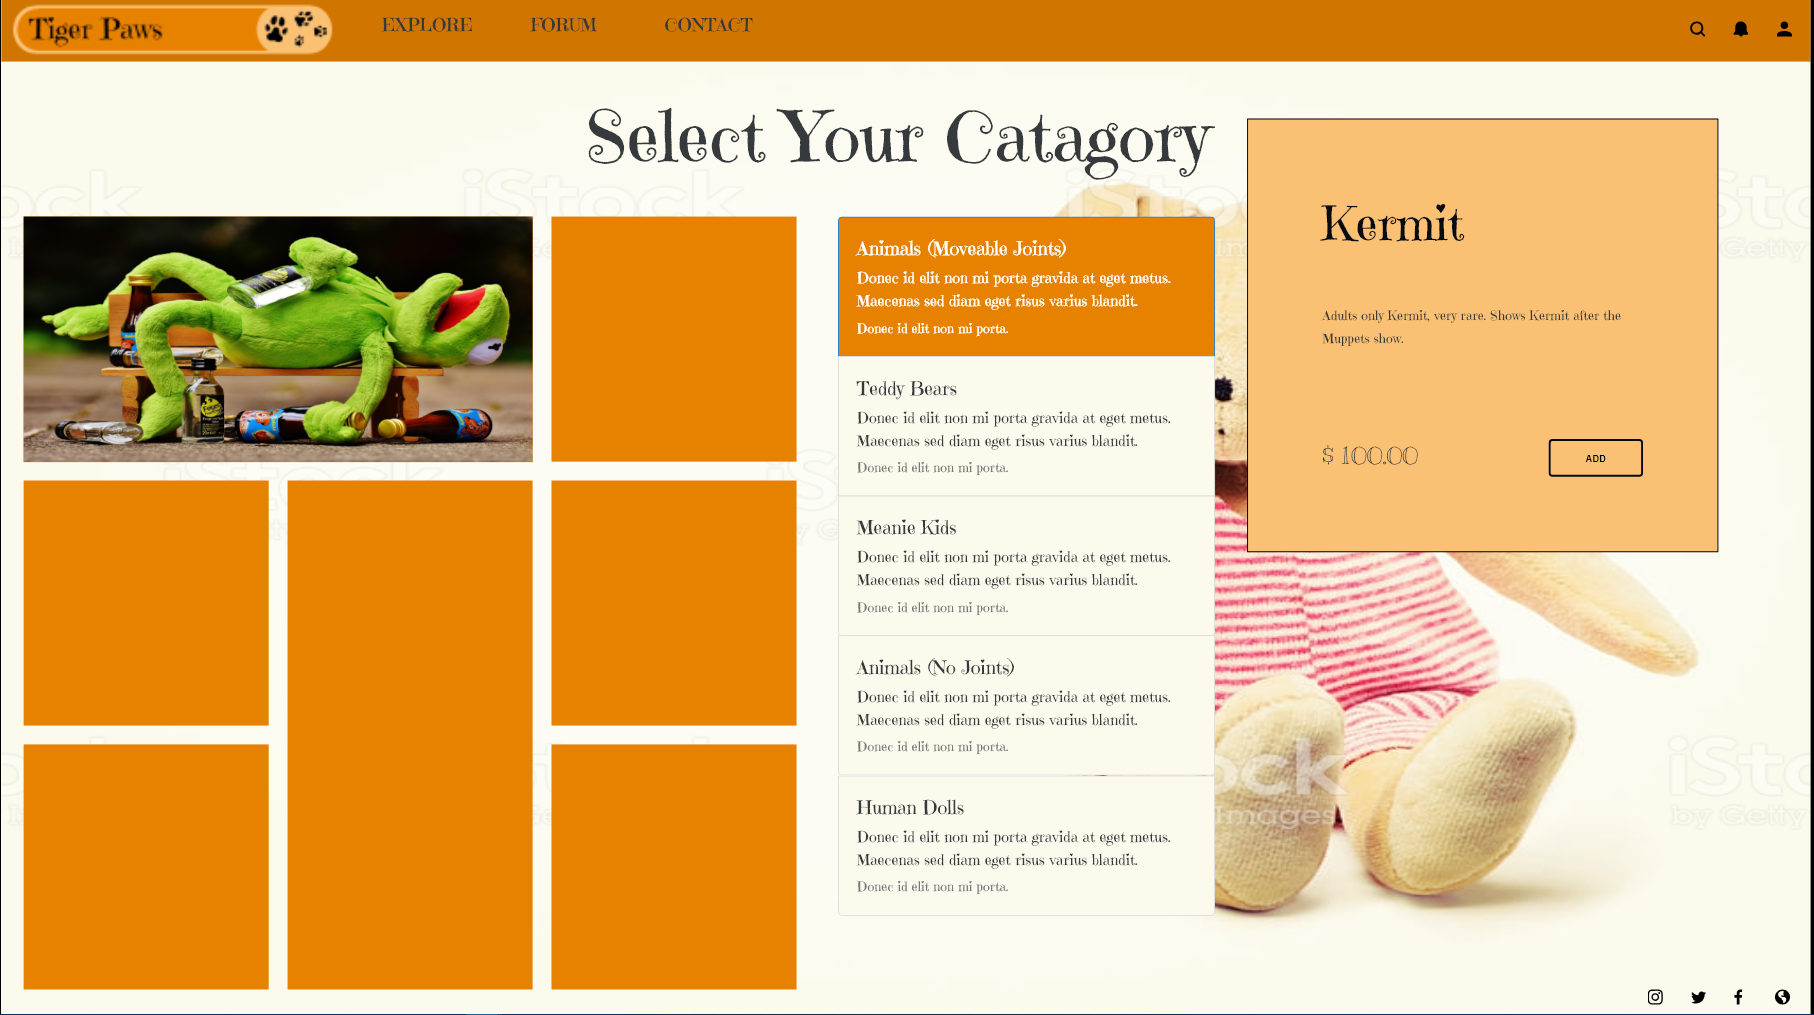 Tiger Paws
EXPLORE
FORUM
CONTACT
Select Your Catagory
Animals (Moveable Joints)
Donec id elit non mi porta gravida at eget metus.
Maecenas sed diam eget risus varius blandit.
Donec id elit non mi porta.
Teddy Bears
Donec id elit non mi porta gravida at eget metus.
Maecenas sed diam eget risus varius blandit.
Donec id elit non mi porta.
Meanie Kids
Donec id elit non mi porta gravida at eget metus.
Maecenas sed diam eget risus varius blandit.
Donec id elit non mi porta.
Animals (No Joints)
Donec id elit non mi porta gravida at eget metus.
Maecenas sed diam eget risus varius blandit.
Donec id elit non mi porta.
Human Dolls
Donec id elit non mi porta gravida at eget metus.
Maecenas sed diam eget risus varius blandit.
Donec id elit non mi porta.
Kermit
Adults only Kermit, very rare. Shows Kermit after the
Muppets show.
$ 100.00
ADD
iStock
by Getty
Images